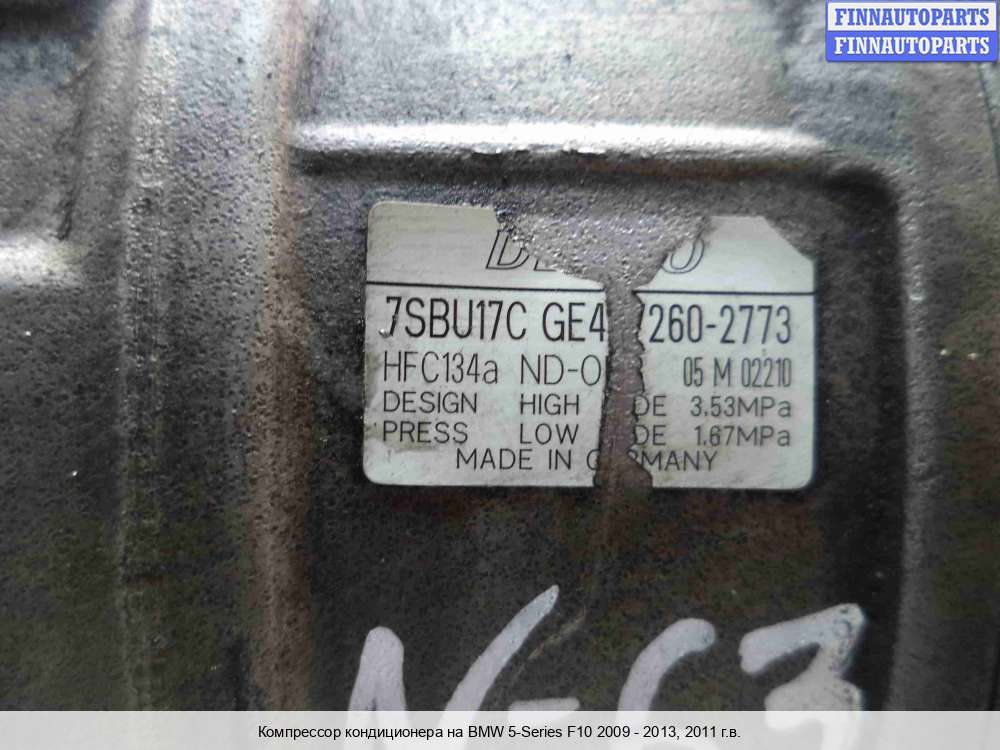 FINNAUTOPARTS
FINNAUTOPARTS
7SBU17C GE4 260-2773
HFC134a ND-O 05 M 02210
DESIGN HIGH DE 3.53MPa
PRESS LOW DE 1.67MPa
MADE IN G MANY
Компрессор кондиционера на BMW 5-Series F10 2009 - 2013, 2011 г.в.